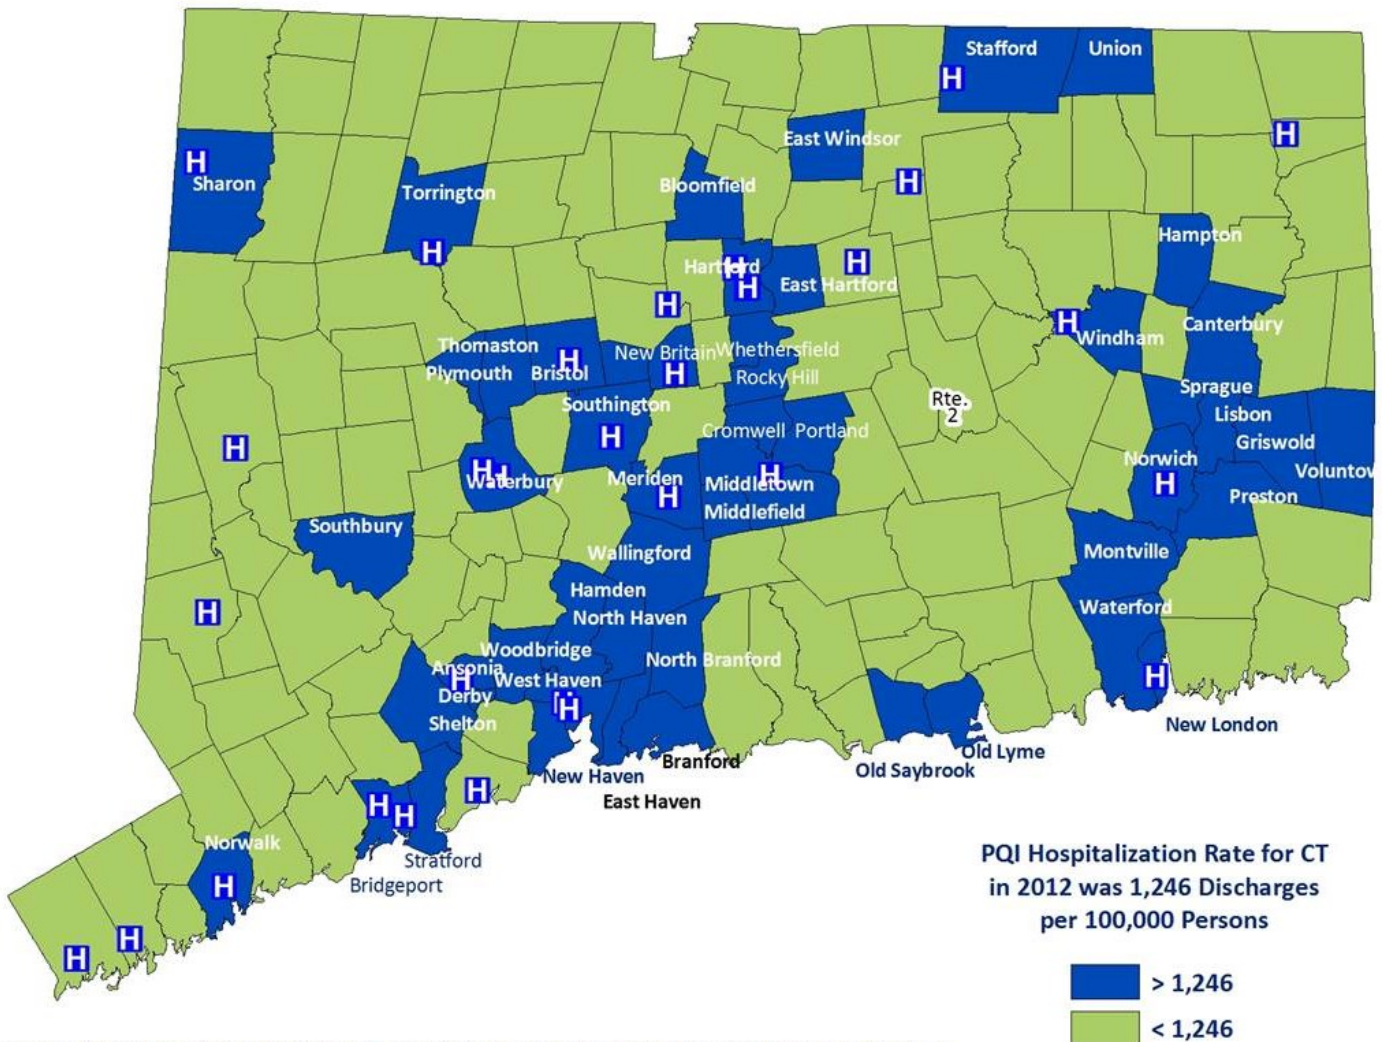 Stafford
Union
H
East Windsor
H
H
Sharon
Torrington
Bloomfield
H
H
Hampton
Hartford
H
H
East Hartford
H
H
H
Windham
Canterbury
Thomaston
New Britain
Whethersfield
Plymouth
Bristol
H
H
Rocky Hill
Sprague
Southington
Rte.
2
Lisbon
H
H
Cromwell
Portland
Griswold
Norwich
H
H
Waterbury
Meriden
H
H
Middletown
Voluntow
H
Preston
Middlefield
Southbury
Wallingford
Montville
Hamden
H
North Haven
Waterford
Woodbridge
North Branford
Ansonia
H
West Haven
Derby
H
H
H
Shelton
New London
Old Lyme
Branford
Old Saybrook
New Haven
H
East Haven
H
H
Norwalk
Stratford
Bridgeport
H
H
H
PQI Hospitalization Rate for CT
in 2012 was 1,246 Discharges
per 100,000 Persons
> 1,246
< 1,246